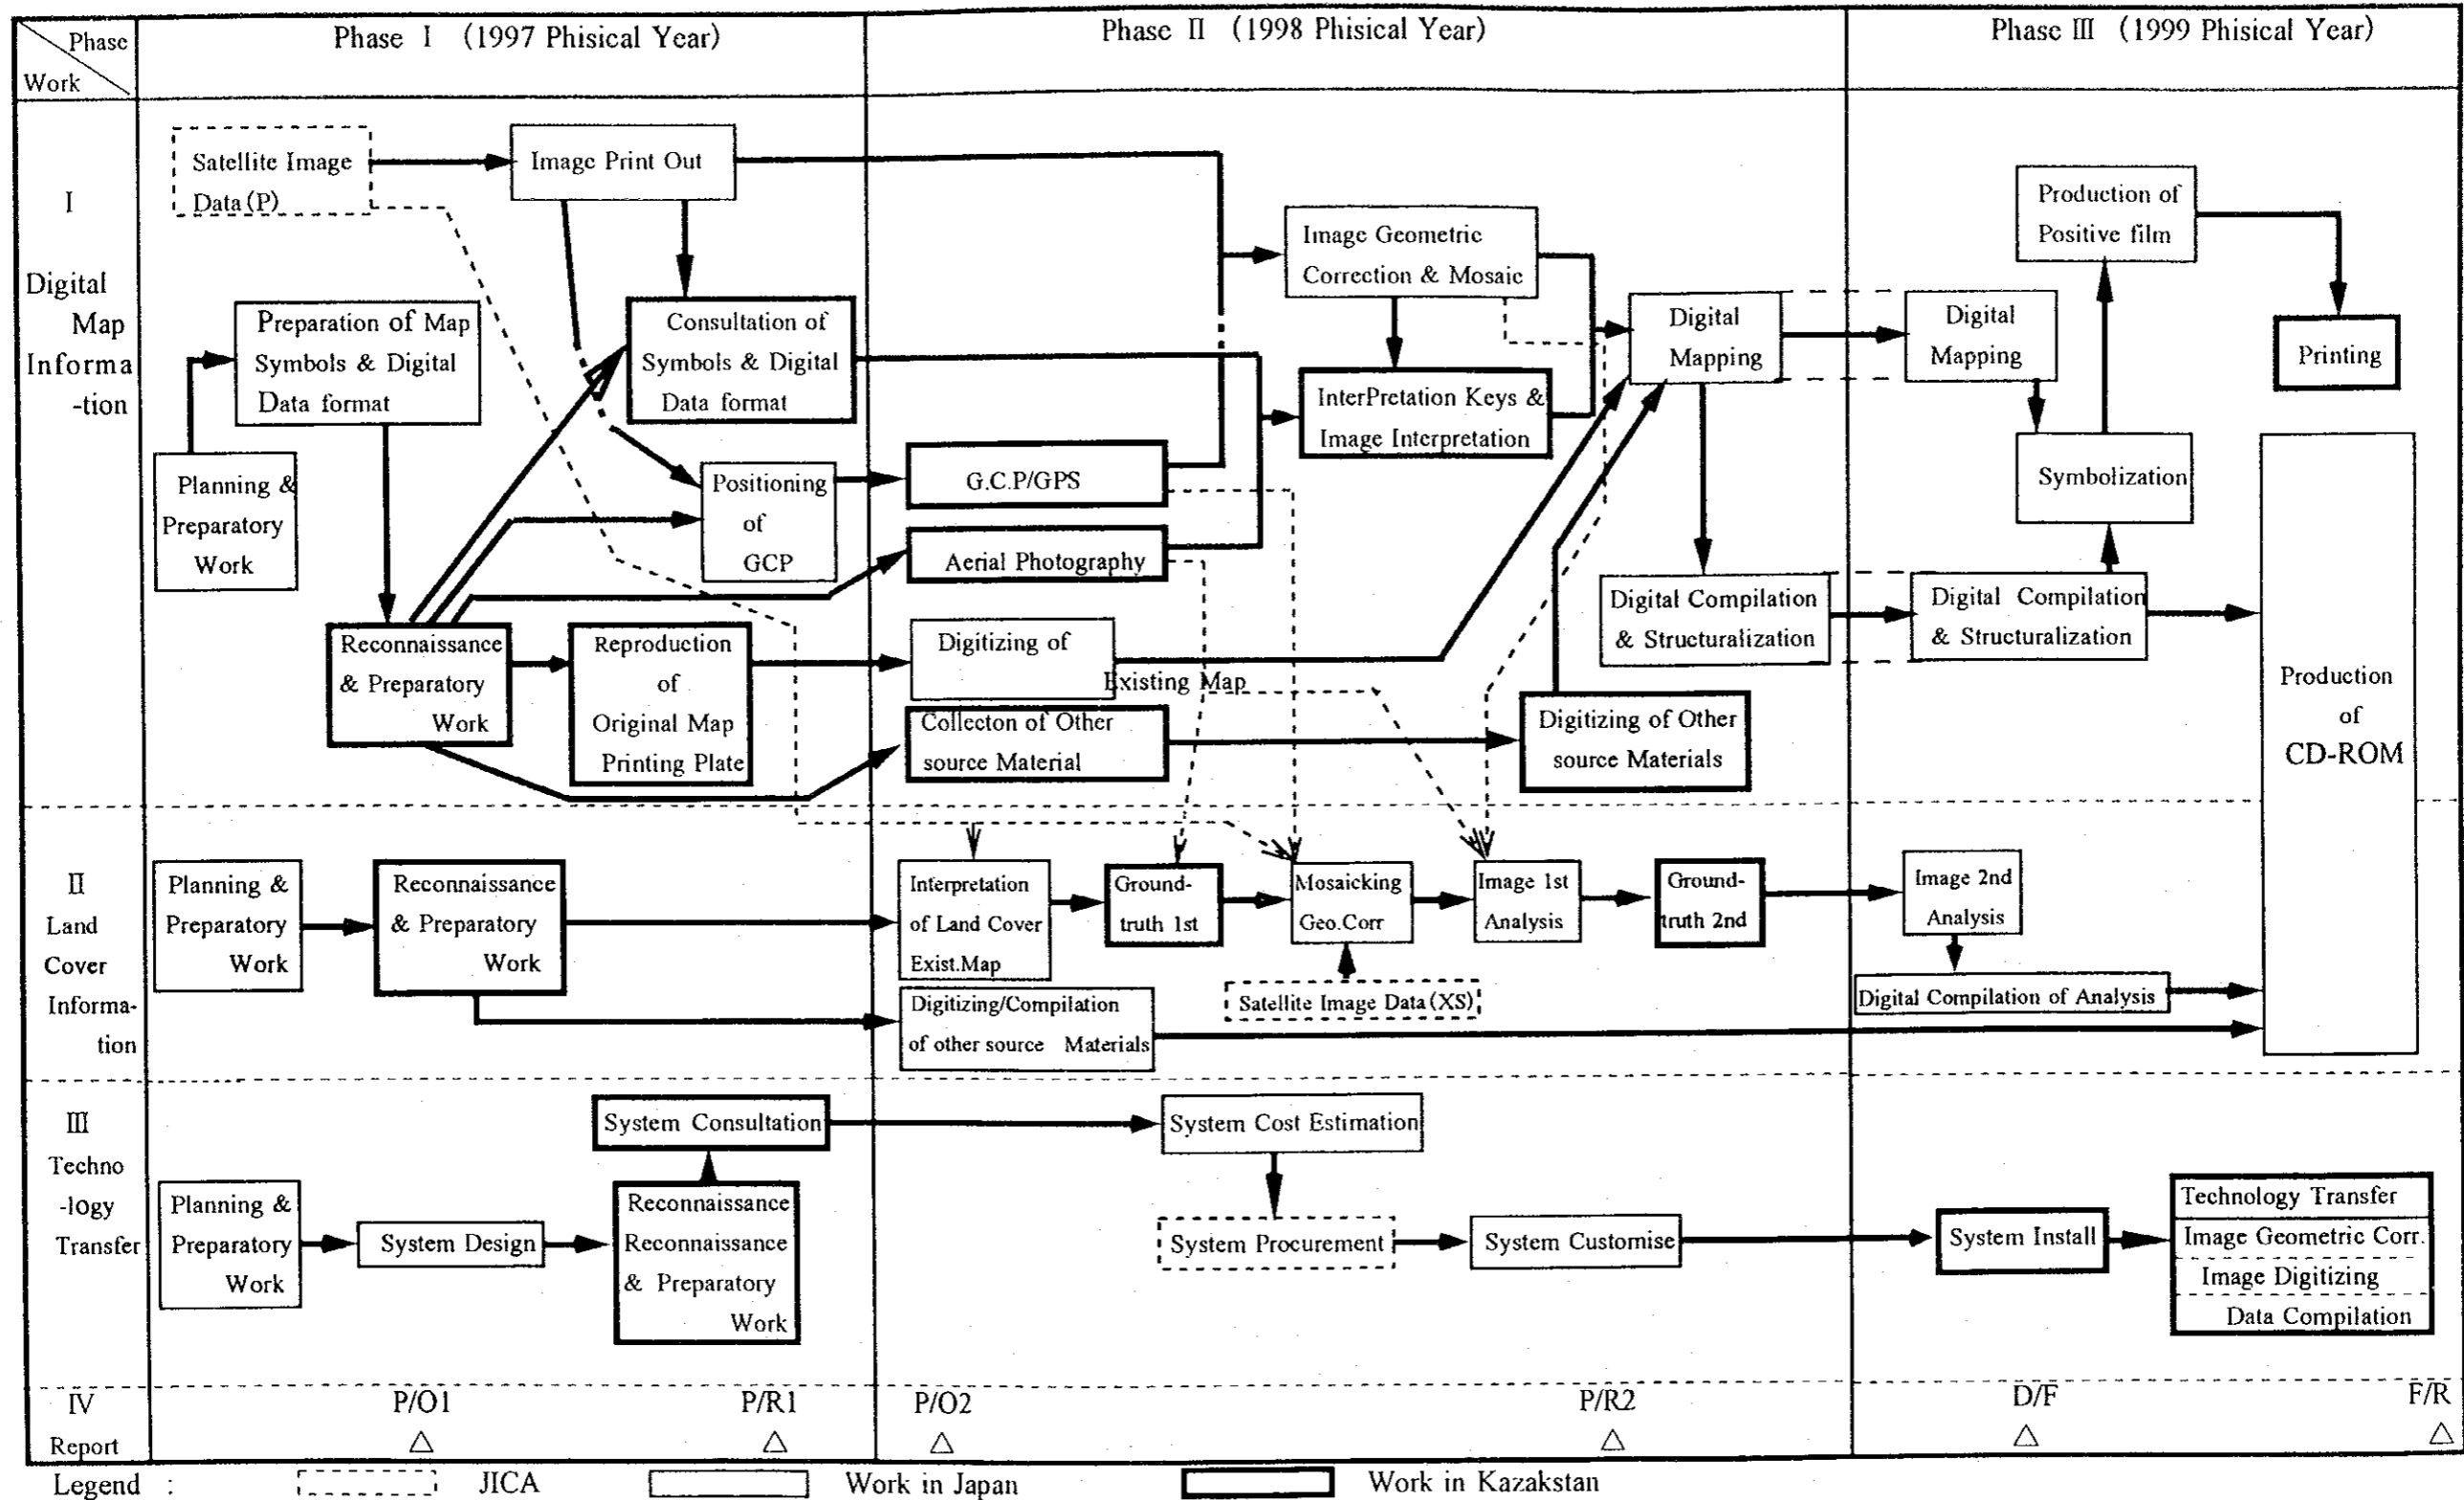 Phase
Work
Phase I (1997 Phisical Year)
Phase II (1998 Phisical Year)
Phase III (1999 Phisical Year)
I
Digital
Map
Informa
-tion
Satellite Image
Data(P)
Image Print Out
Preparation of Map
Symbols & Digital
Data format
Consultation of
Symbols & Digital
Data format
Planning &
Preparatory
Work
Positioning
of
GCP
Reconnaissance
& Preparatory
Work
Reproduction
of
Original Map
Printing Plate
G.C.P/GPS
Aerial Photography
Digitizing of
Existing Map
Collecton of Other
source Material
Image Geometric
Correction & Mosaic
InterPretation Keys &
Image Interpretation
Digital
Mapping
Digital Compilation
& Structuralization
Digitizing of Other
source Materials
Production of
Positive film
Digital
Mapping
Printing
Symbolization
Digital Compilation
& Structuralization
Production
of
CD-ROM
II
Land
Cover
Informa-
tion
Planning &
Preparatory
Work
Reconnaissance
& Preparatory
Work
Interpretation
of Land Cover
Exist.Map
Ground-
truth 1st
Mosaicking
Geo.Corr
Image 1st
Analysis
Ground-
truth 2nd
Image 2nd
Analysis
Satellite Image Data(XS)
Digitizing/Compilation
of other source Materials
Digital Compilation of Analysis
III
Techno
-logy
Transfer
System Consultation
System Cost Estimation
Planning &
Preparatory
Work
System Design
Reconnaissance
Reconnaissance
& Preparatory
Work
System Procurement
System Customise
System Install
Technology Transfer
Image Geometric Corr.
Image Digitizing
Data Compilation
IV
Report
P/O1
P/R1
P/O2
P/R2
D/F
F/R
Legend :
JICA
Work in Japan
Work in Kazakstan